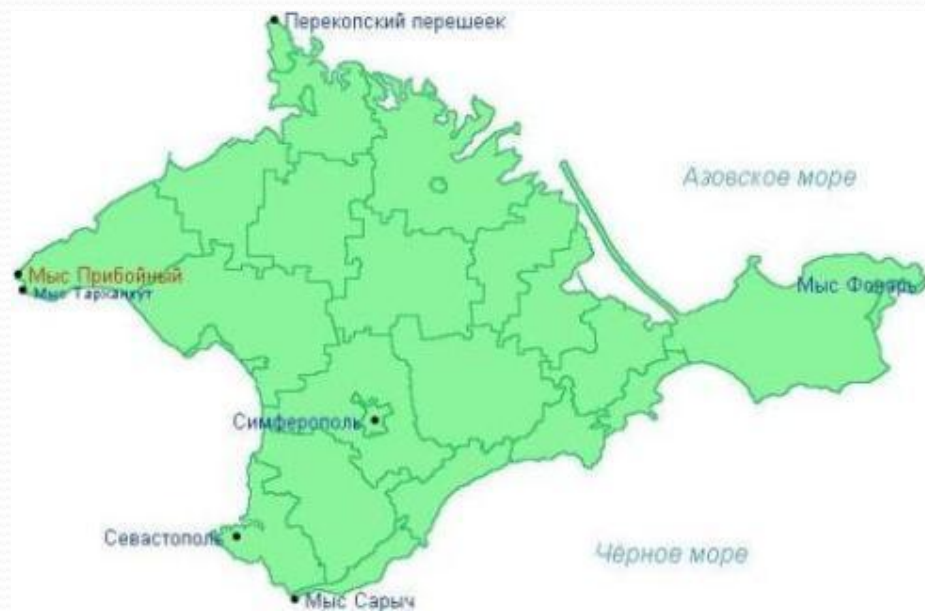 Перекопский перешеек
Азовское море
Мыс Прибойный
Мыс Тарханкут
Мыс Фонарь
Симферополь
Севастополь
Чёрное море
Мыс Сарыч